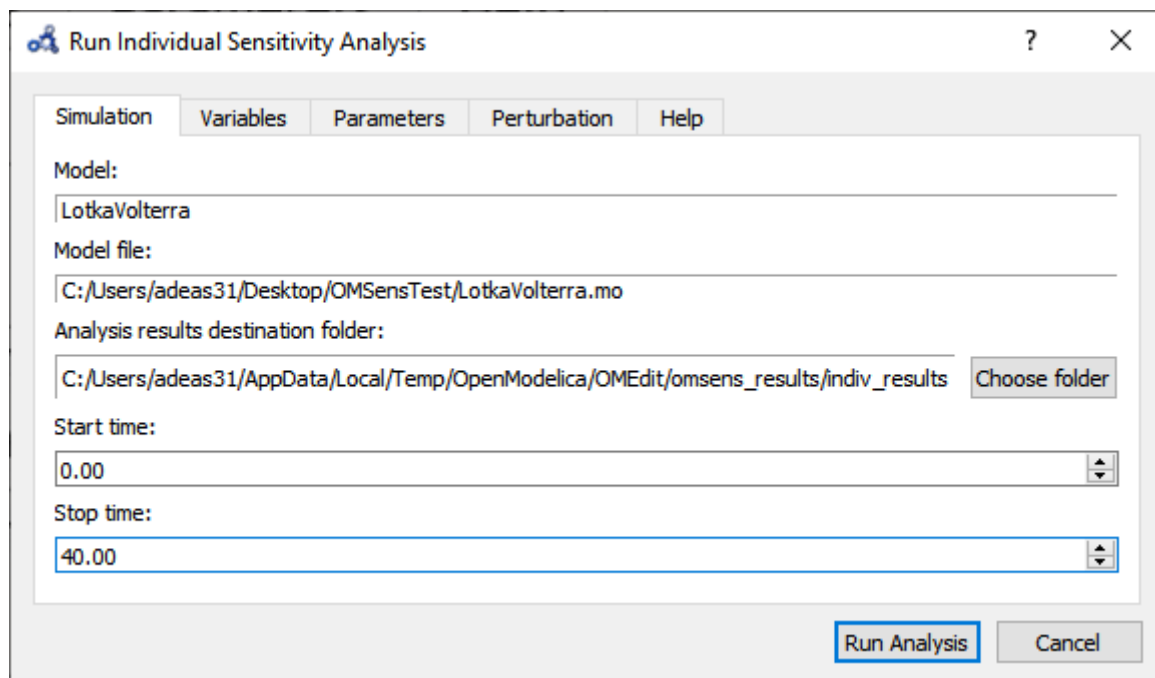 Run Individual Sensitivity Analysis ? ×
Simulation Variables Parameters Perturbation Help
Model:
LotkaVolterra
Model file:
C:/Users/adeas31/Desktop/OMSensTest/LotkaVolterra.mo
Analysis results destination folder:
C:/Users/adeas31/AppData/Local/Temp/OpenModelica/OMEdit/omsens_results/indiv_results Choose folder
Start time:
0.00
Stop time:
40.00
Run Analysis Cancel